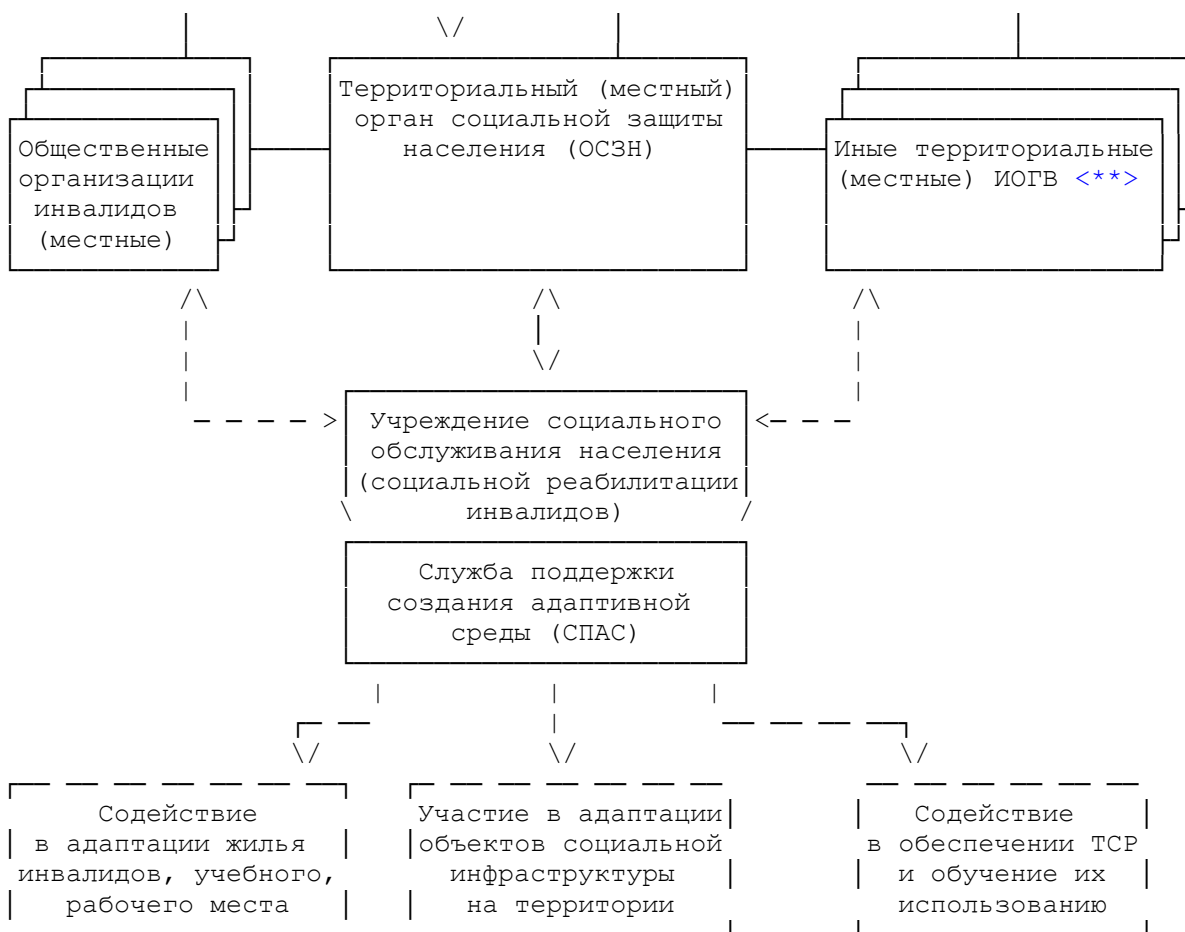 Территориальный (местный)
орган социальной защиты
населения (ОСЗН)
Общественные
организации
инвалидов
(местные)
Иные территориальные
(местные) ИОГВ <**>
Учреждение социального
обслуживания населения
(социальной реабилитации
инвалидов)
Служба поддержки
создания адаптивной
среды (СПАС)
Содействие
в адаптации жилья
инвалидов, учебного,
рабочего места
Участие в адаптации
объектов социальной
инфраструктуры
на территории
Содействие
в обеспечении ТСР
и обучение их
использованию